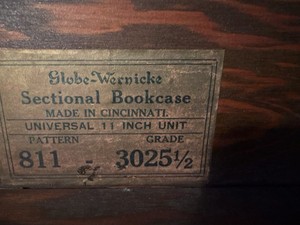 Globe-Wernicke
Sectional Bookcase
MADE IN CINCINNATI
UNIVERSAL 11 INCH UNIT
PATTERN GRADE
811 - 3025½